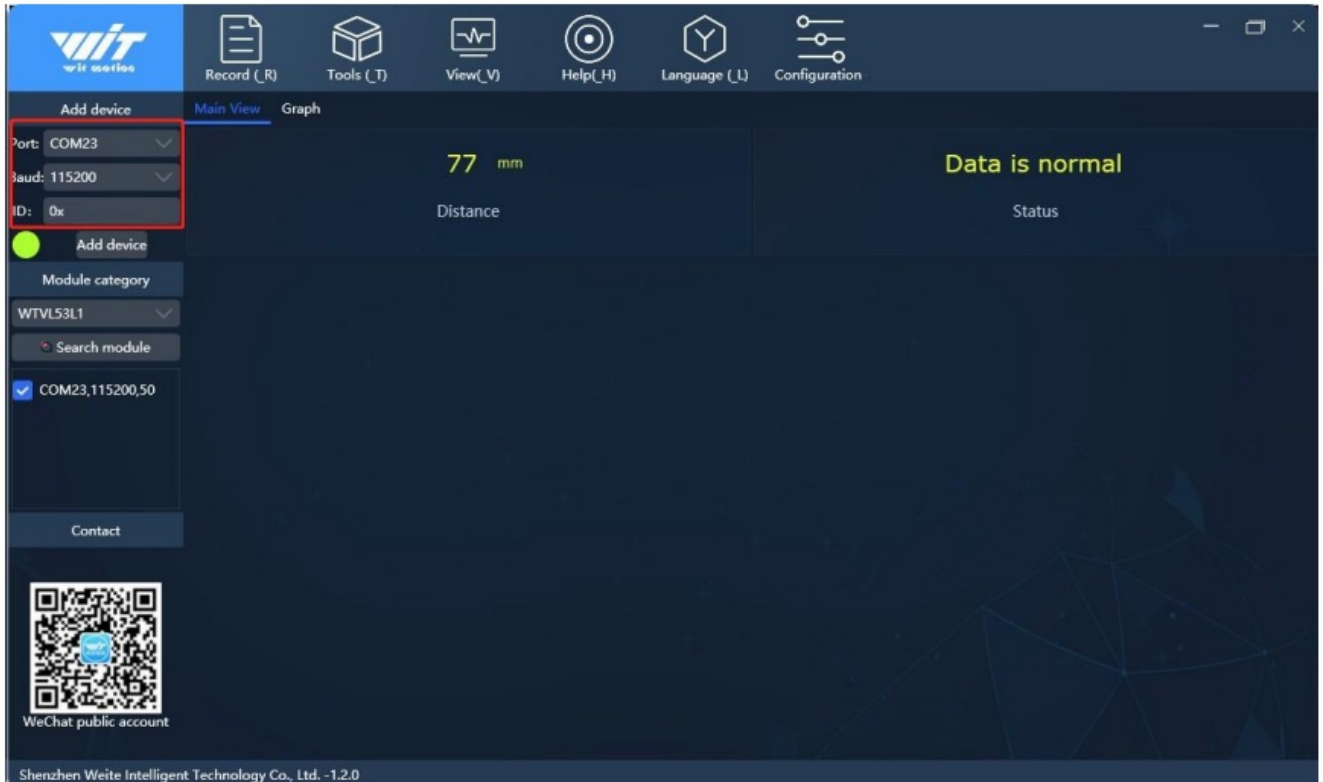 WiT
wit motion
Record (_R)
Tools (_T)
View(_V)
Help(_H)
Language (_L)
Configuration
Add device
Main View
Graph
Port: COM23
Baud: 115200
ID: 0x
Add device
77 mm
Distance
Data is normal
Status
Module category
WTVL53L1
Search module
COM23,115200,50
Contact
WeChat public account
Shenzhen Weite Intelligent Technology Co., Ltd. -1.2.0